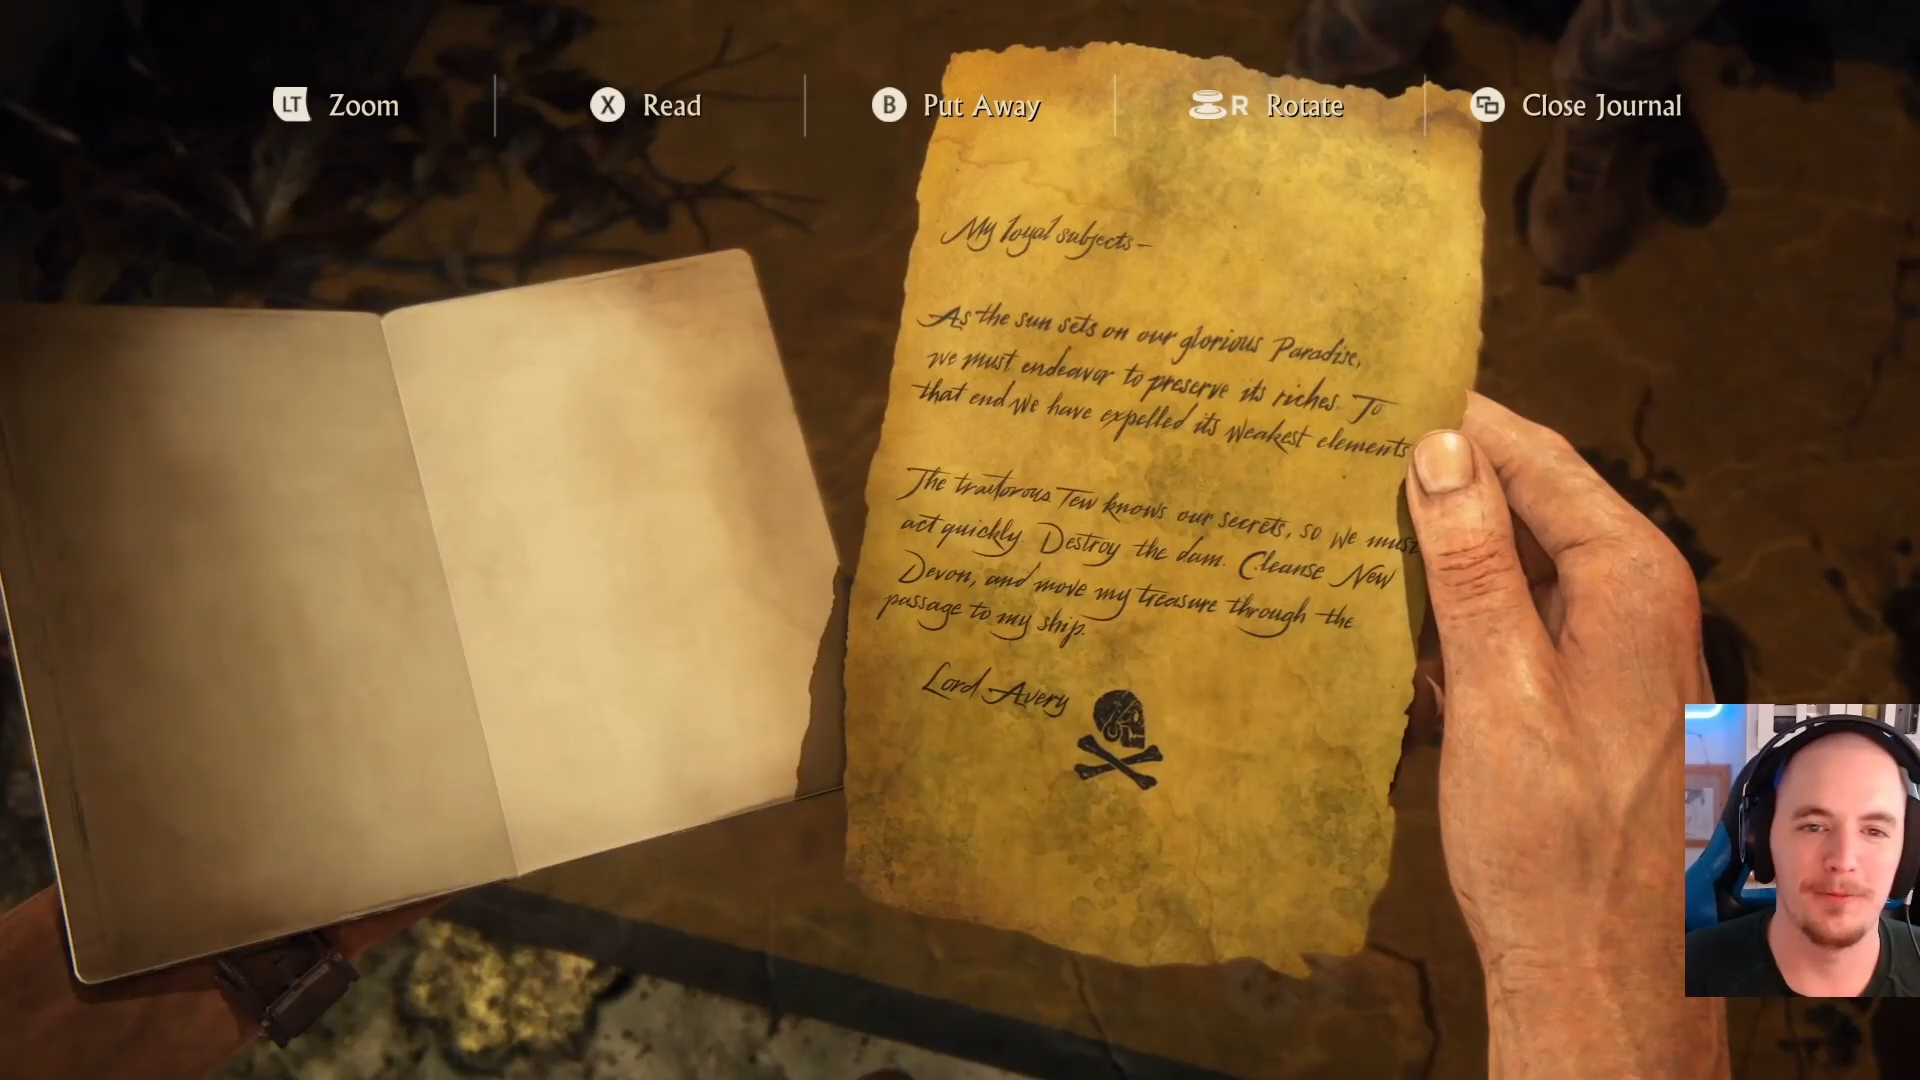 LT Zoom
X Read
B Put Away
R Rotate
Close Journal
My loyal subjects-
As the sun sets on our glorious Paradise,
we must endeavor to preserve its riches. To
that end we have expelled its weakest elements
The traitorous Tew knows our secrets, so we must
act quickly. Destroy the dam. Cleanse New
Devon, and move my treasure through the
passage to my ship.
Lord Avery